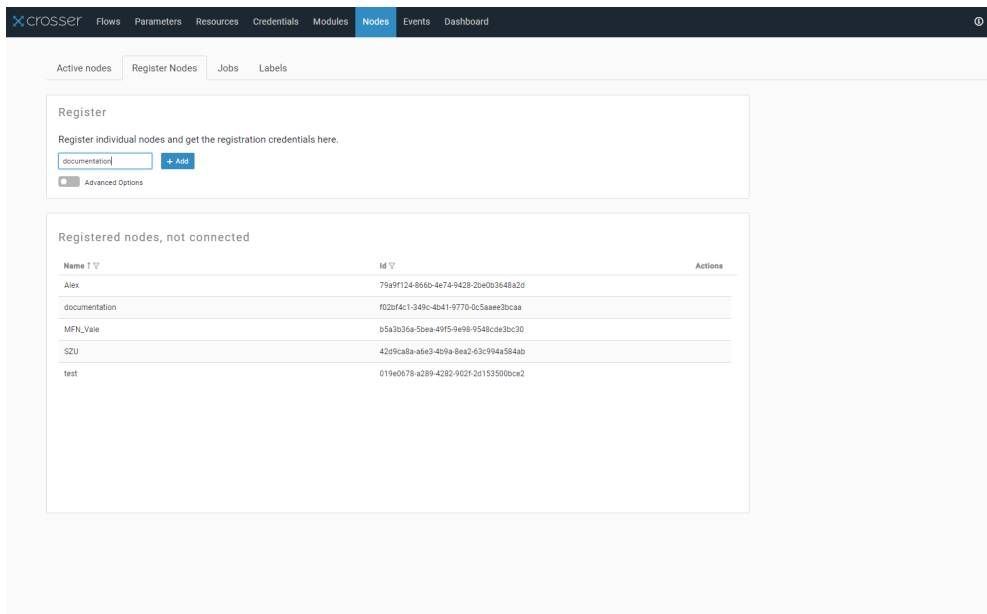 crosser Flows Parameters Resources Credentials Modules Nodes Events Dashboard
Active nodes Register Nodes Jobs Labels
Register
Register individual nodes and get the registration credentials here.
documentation + Add
Advanced Options
Registered nodes, not connected
Name ↑ Id Actions
Alex 79a9f124-866b-4e74-9428-2be0b3648a2d
documentation f02bf4c1-349c-4b41-9770-0c5aaee3bcaa
MFN_Vale b5a3b36a-5bea-49f5-9e98-9548cde3bc30
SZU 42d9ca8a-a6e3-4b9a-8ea2-63c994a584ab
test 019e0678-a289-4282-902f-2d153500bce2